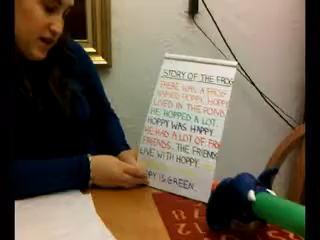 STORY OF THE FROG
THERE WAS A FROG
NAMED HOPPY. HOPPY
LIVED IN THE POND.
HE HOPPED A LOT.
HOPPY WAS HAPPY.
HE HAD A LOT OF FROG
FRIENDS. THE FRIENDS
LIVE WITH HOPPY.
IS GREEN.